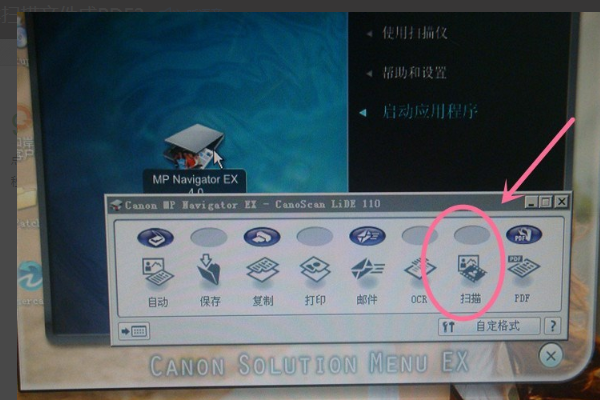 使用扫描仪
帮助和设置
启动应用程序
MP Navigator EX
4.0
Canon MP Navigator EX - CanoScan LiDE 110
PDF
PDF
自动 保存 复制 打印 邮件 OCR 扫描 PDF
自定格式 ?
CANON SOLUTION MENU EX